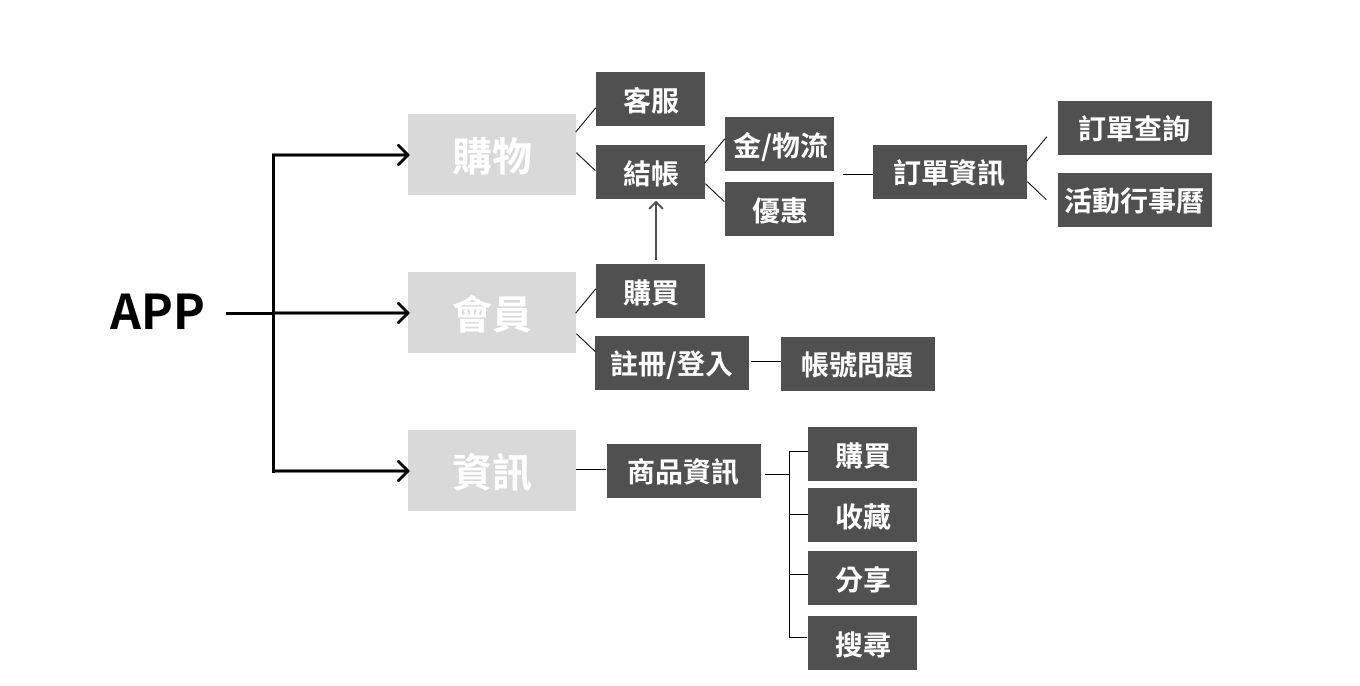 APP
購物
客服
結帳
金/物流
優惠
訂單資訊
訂單查詢
活動行事曆
會員
購買
註冊/登入
帳號問題
資訊
商品資訊
購買
收藏
分享
搜尋